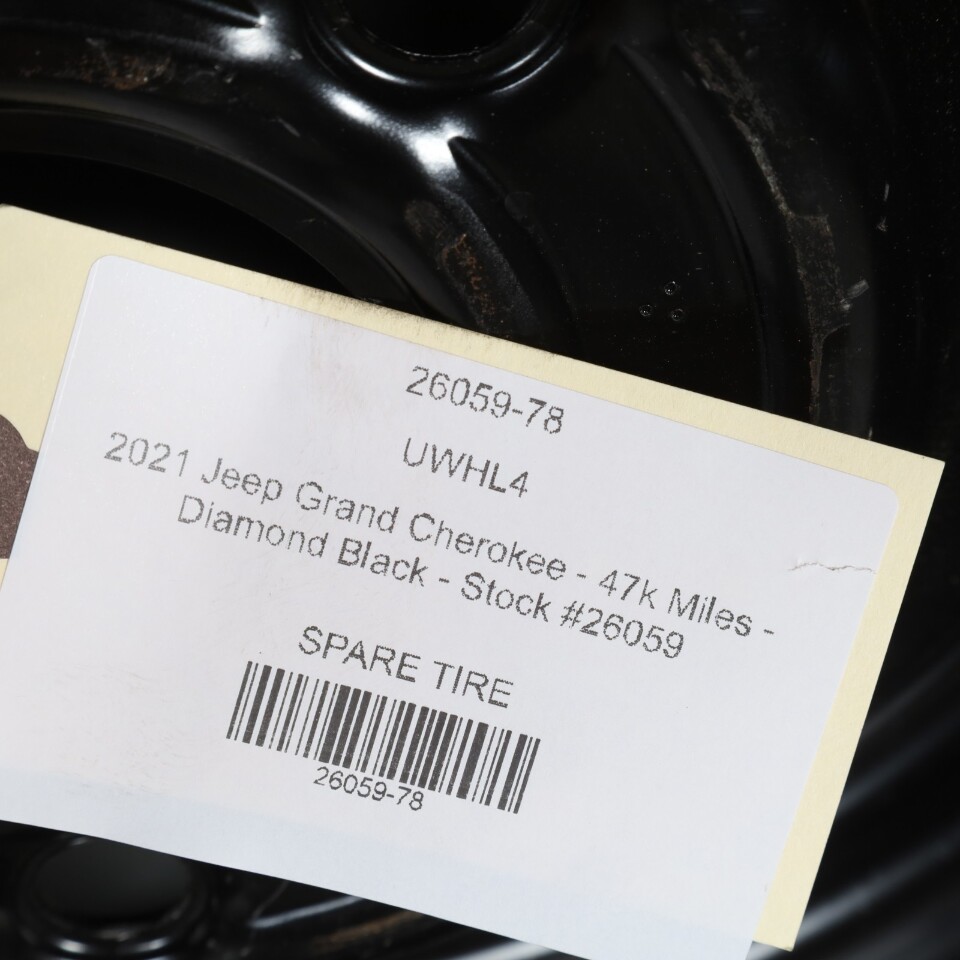 26059-78
UWHL4
2021 Jeep Grand Cherokee - 47k Miles -
Diamond Black - Stock #26059
SPARE TIRE
26059-78